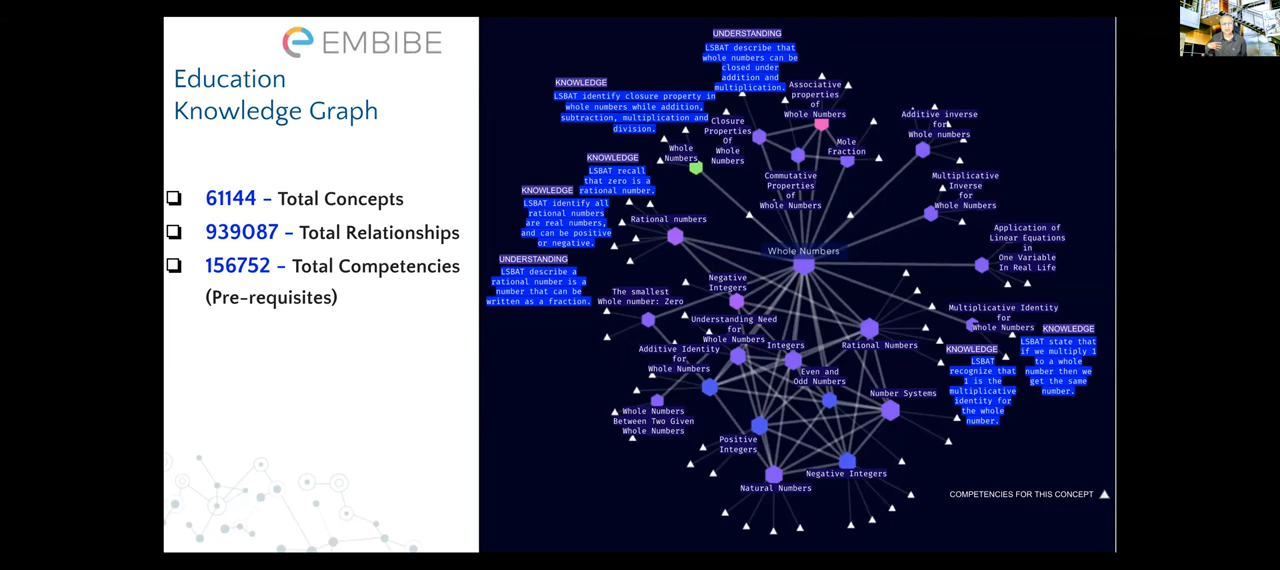 EMBIBE
Education
Knowledge Graph
61144 – Total Concepts
939087 – Total Relationships
156752 – Total Competencies
(Pre-requisites)
UNDERSTANDING
LSBAT describe that
whole numbers can be
closed under
addition and
multiplication.
KNOWLEDGE
LSBAT identify closure property in
whole numbers while addition,
subtraction, multiplication and
division.
Associative
properties
of
Whole Numbers
Closure
Properties
Of
Whole
Numbers
Whole
Numbers
Mole
Fraction
Additive inverse
for
Whole numbers
KNOWLEDGE
LSBAT recall
that zero is a
rational number.
Commutative
Properties
of
Whole Numbers
Multiplicative
Inverse
for
Whole Numbers
KNOWLEDGE
LSBAT identify all
rational numbers
are real numbers,
and can be positive
or negative.
Rational numbers
Application of
Linear Equations
in
One Variable
In Real Life
Whole Numbers
UNDERSTANDING
LSBAT describe a
rational number is a
number that can be
written as a fraction.
Negative
Integers
The smallest
Whole number: Zero
Understanding Need
for
Whole Numbers
Multiplicative Identity
for
Whole Numbers
KNOWLEDGE
LSBAT state that
if we multiply 1
to a whole
number then we
get the same
number.
Additive Identity
for
Whole Numbers
Integers
Rational Numbers
KNOWLEDGE
LSBAT
recognize that
1 is the
multiplicative
identity for
the whole
number.
Even and
Odd Numbers
Number Systems
Whole Numbers
Between Two Given
Whole Numbers
Positive
Integers
Negative Integers
Natural Numbers
COMPETENCIES FOR THIS CONCEPT